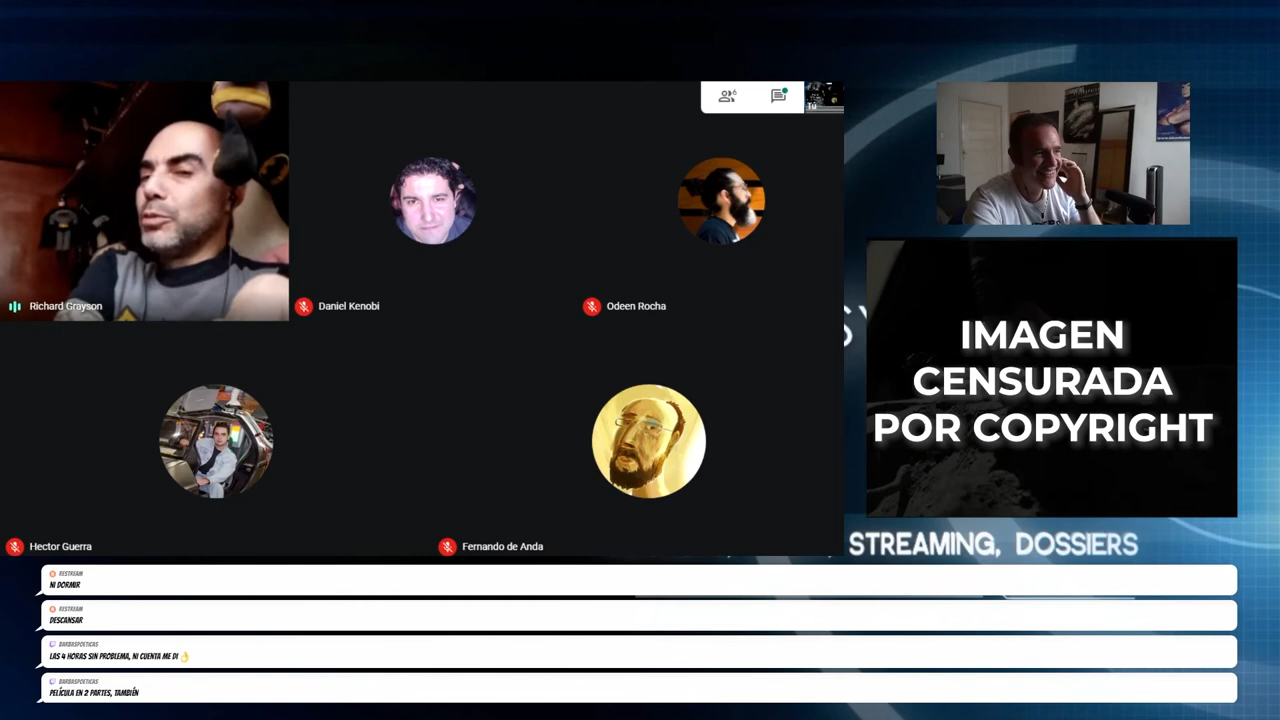 6
Tú
Richard Grayson
Daniel Kenobi
Odeen Rocha
Hector Guerra
Fernando de Anda
IMAGEN
CENSURADA
POR COPYRIGHT
STREAMING, DOSSIERS
RESTREAM
NI DORMIR
RESTREAM
DESCANSAR
BARBASPOETICAS
LAS 4 HORAS SIN PROBLEMA, NI CUENTA ME DI 👌
BARBASPOETICAS
PELÍCULA EN 2 PARTES, TAMBIÉN